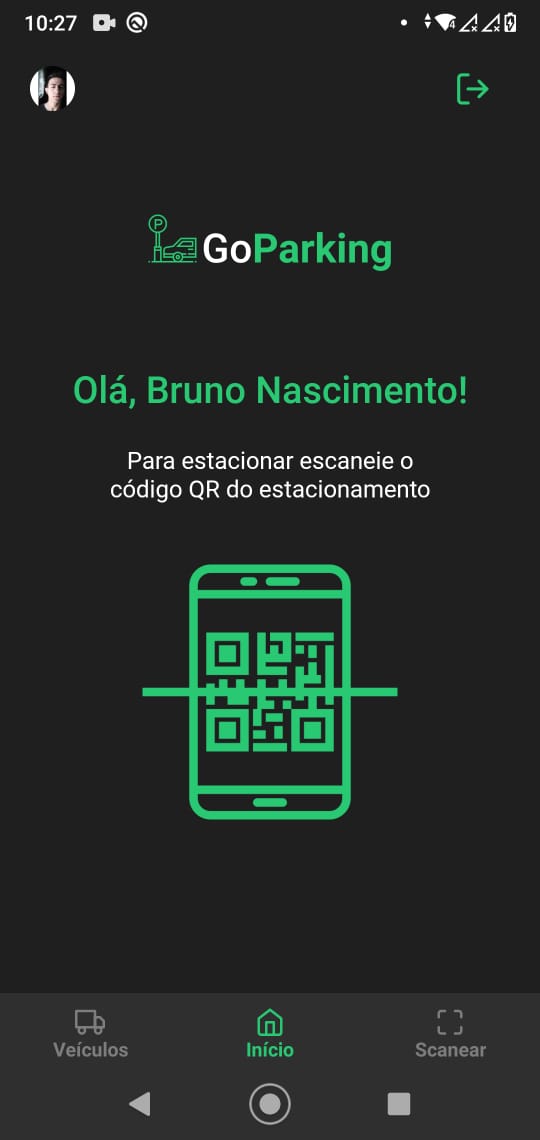 10:27
GoParking
Olá, Bruno Nascimento!
Para estacionar escaneie o
código QR do estacionamento
Veículos
Início
Scanear